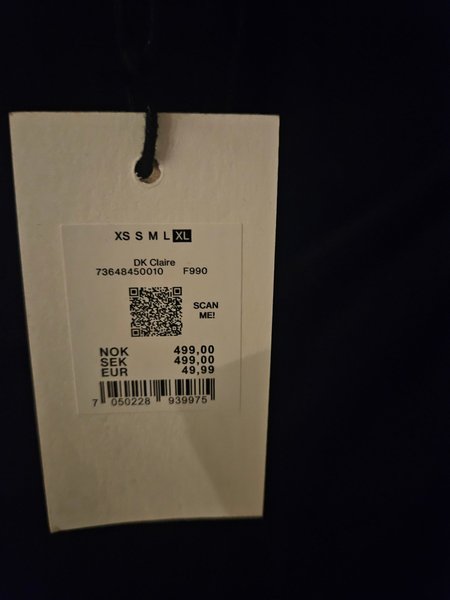 XS S M L XL
DK Claire
73648450010 F990
SCAN
ME!
NOK 499,00
SEK 499,00
EUR 49,99
7 050228 939975